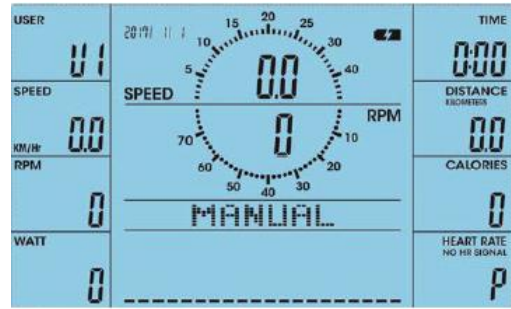 USER
U1
SPEED
KM/Hr 0.0
RPM
0
WATT
0
2019/ 1/ 1
5 10 15 20 25 30 40
SPEED 0.0
RPM
0
70 60 50 40 30 20 10
MANUAL
TIME
0:00
DISTANCE
KILOMETERS
0.0
CALORIES
0
HEART RATE
NO HR SIGNAL
P